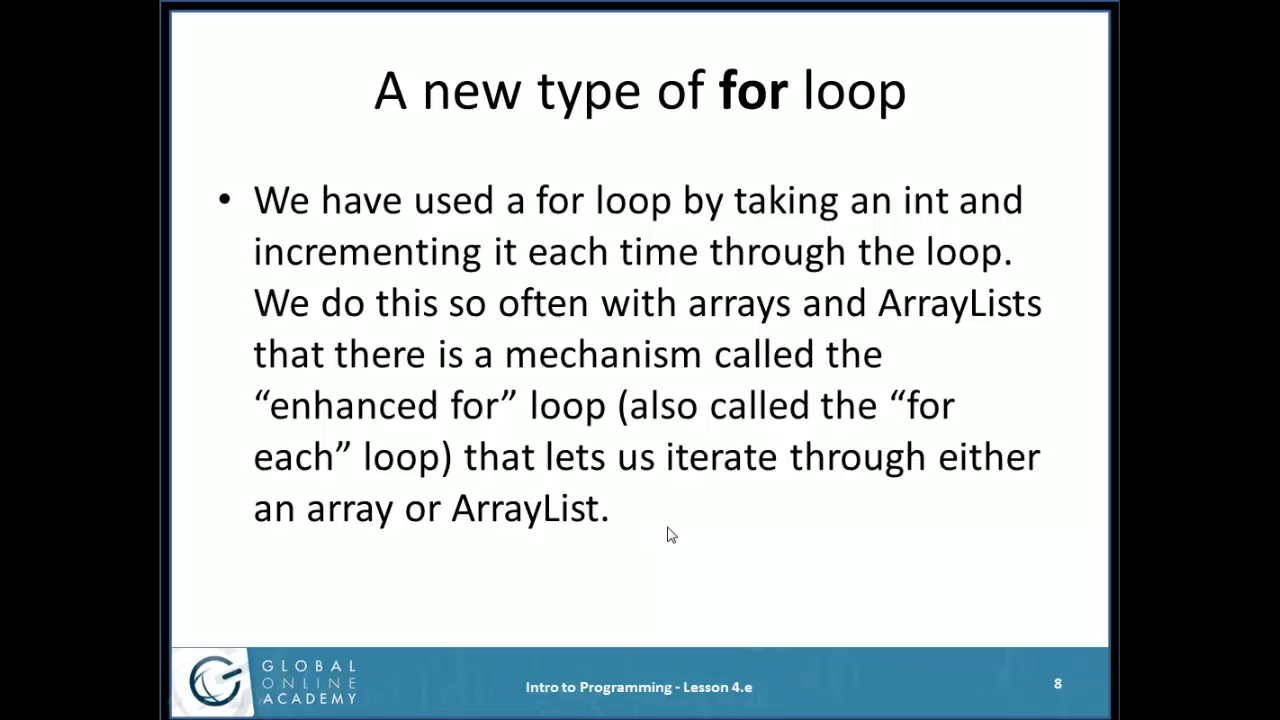 A new type of for loop
• We have used a for loop by taking an int and
incrementing it each time through the loop.
We do this so often with arrays and ArrayLists
that there is a mechanism called the
“enhanced for” loop (also called the “for
each” loop) that lets us iterate through either
an array or ArrayList.
GLOBAL
ONLINE
ACADEMY
Intro to Programming - Lesson 4.e
8